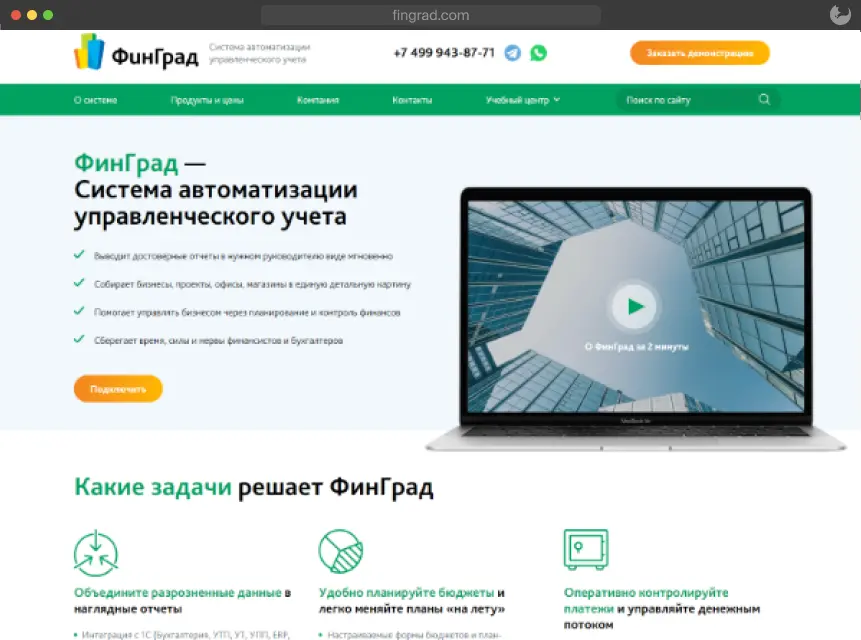 fingrad.com
ФинГрад
Система автоматизации
управленческого учета
+7 499 943-87-71
Заказать демонстрацию
О системе
Продукты и цены
Компания
Контакты
Учебный центр
Поиск по сайту
ФинГрад —
Система автоматизации
управленческого учета
Выводит достоверные отчеты в нужном руководителю виде мгновенно
Собирает бизнесы, проекты, офисы, магазины в единую детальную картину
Помогает управлять бизнесом через планирование и контроль финансов
Сберегает время, силы и нервы финансистов и бухгалтеров
Подключить
О ФинГрад за 2 минуты
MacBook Air
Какие задачи решает ФинГрад
Объедините разрозненные данные в
наглядные отчеты
Интеграция с 1С (Бухгалтерия, УТП, УТ, УПП, ERP,
Удобно планируйте бюджеты и
легко меняйте планы «на лету»
Настраиваемые формы бюджетов и план-
Оперативно контролируйте
платежи и управляйте денежным
потоком